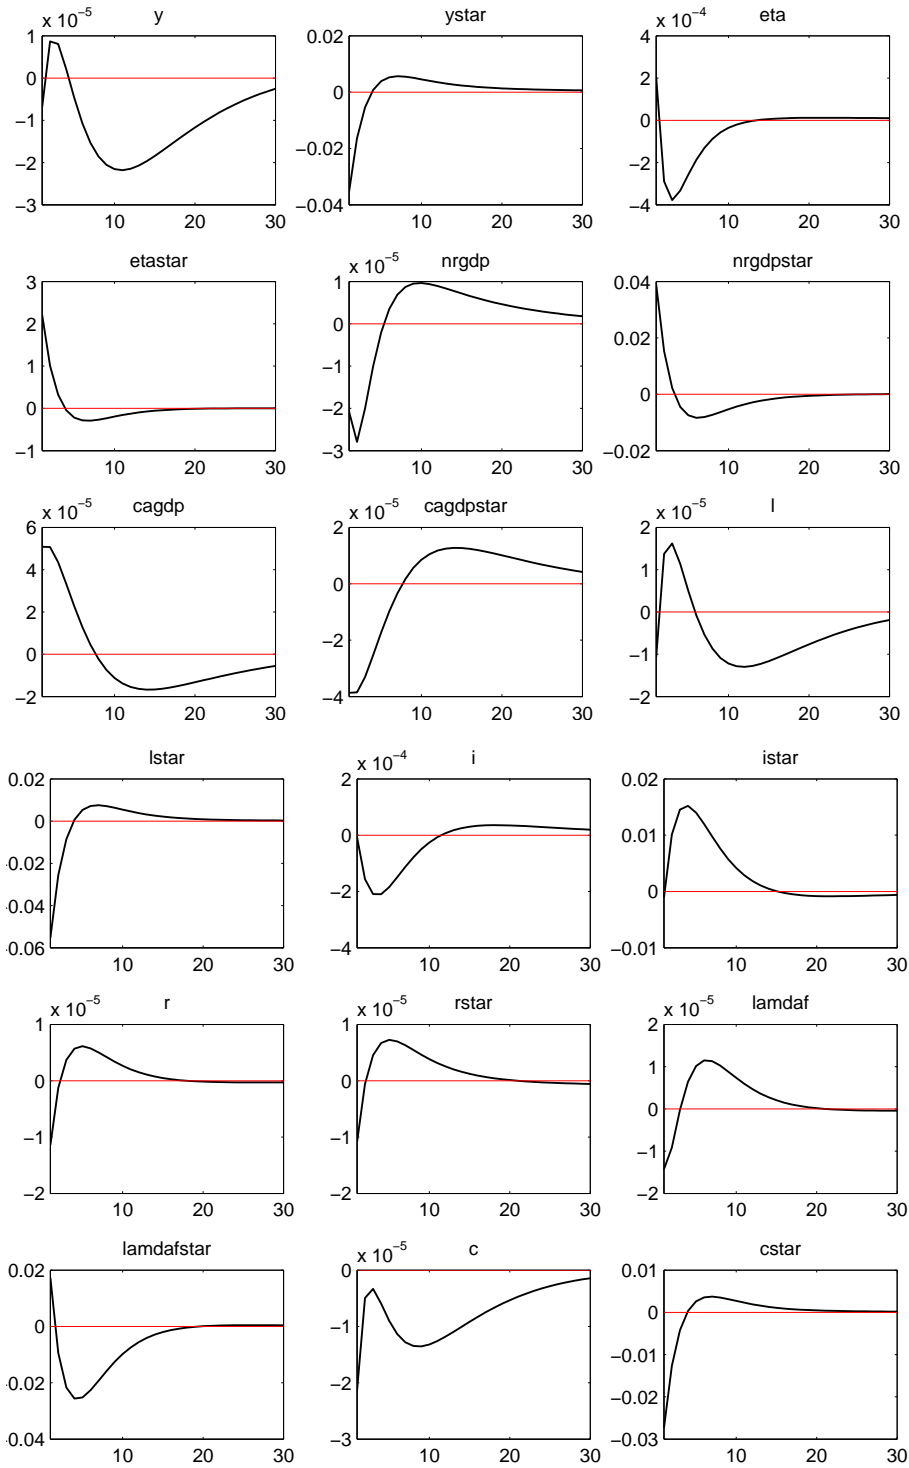 y
x 10⁻⁵
1
0
−1
−2
−3
10 20 30
ystar
0.02
0
−0.02
−0.04
10 20 30
eta
x 10⁻⁴
4
2
0
−2
−4
10 20 30
etastar
3
2
1
0
−1
10 20 30
nrgdp
x 10⁻⁵
1
0
−1
−2
−3
10 20 30
nrgdpstar
0.04
0.02
0
−0.02
10 20 30
cagdp
x 10⁻⁵
6
4
2
0
−2
10 20 30
cagdpstar
x 10⁻⁵
2
0
−2
−4
10 20 30
l
x 10⁻⁵
2
1
0
−1
−2
10 20 30
lstar
0.02
0
0.02
0.04
0.06
10 20 30
i
x 10⁻⁴
2
0
−2
−4
10 20 30
istar
0.02
0.01
0
−0.01
10 20 30
r
x 10⁻⁵
1
0
−1
−2
10 20 30
rstar
x 10⁻⁵
1
0
−1
−2
10 20 30
lamdaf
x 10⁻⁵
2
1
0
−1
−2
10 20 30
lamdafstar
0.02
0
0.02
0.04
10 20 30
c
x 10⁻⁵
0
−1
−2
−3
10 20 30
cstar
0.01
0
−0.01
−0.02
−0.03
10 20 30